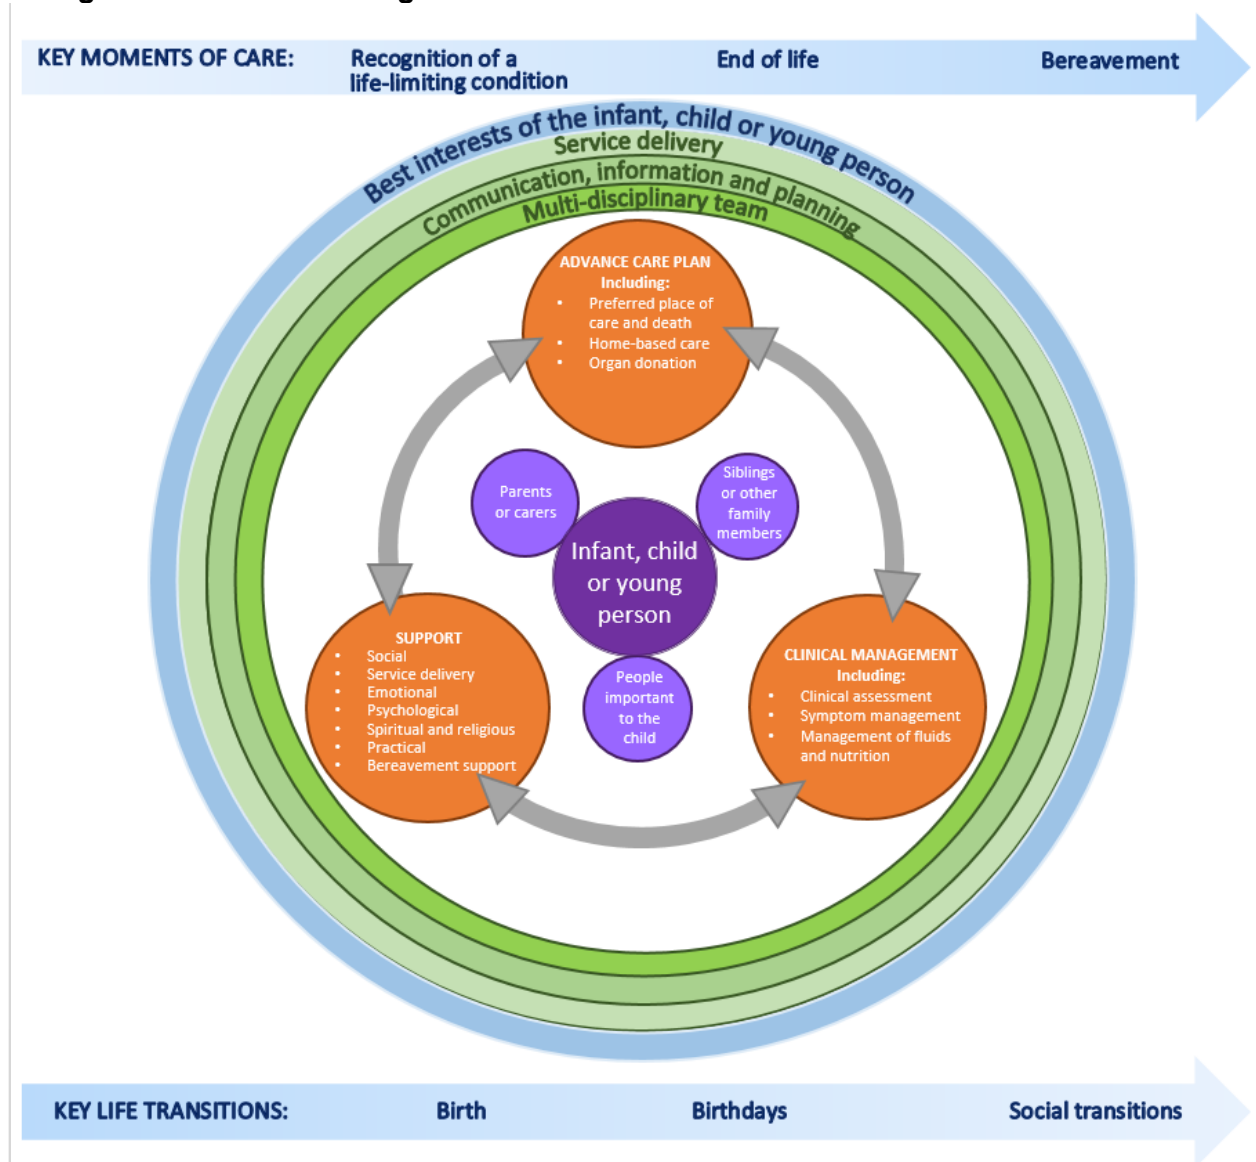 KEY MOMENTS OF CARE:
Recognition of a
life-limiting condition
End of life
Bereavement
Best interests of the infant, child or young person
Service delivery
Communication, information and planning
Multi-disciplinary team
ADVANCE CARE PLAN
Including:
• Preferred place of
care and death
• Home-based care
• Organ donation
Parents
or carers
Siblings
or other
family
members
Infant, child
or young
person
People
important
to the
child
SUPPORT
• Social
• Service delivery
• Emotional
• Psychological
• Spiritual and religious
• Practical
• Bereavement support
CLINICAL MANAGEMENT
Including:
• Clinical assessment
• Symptom management
• Management of fluids
and nutrition
KEY LIFE TRANSITIONS:
Birth
Birthdays
Social transitions